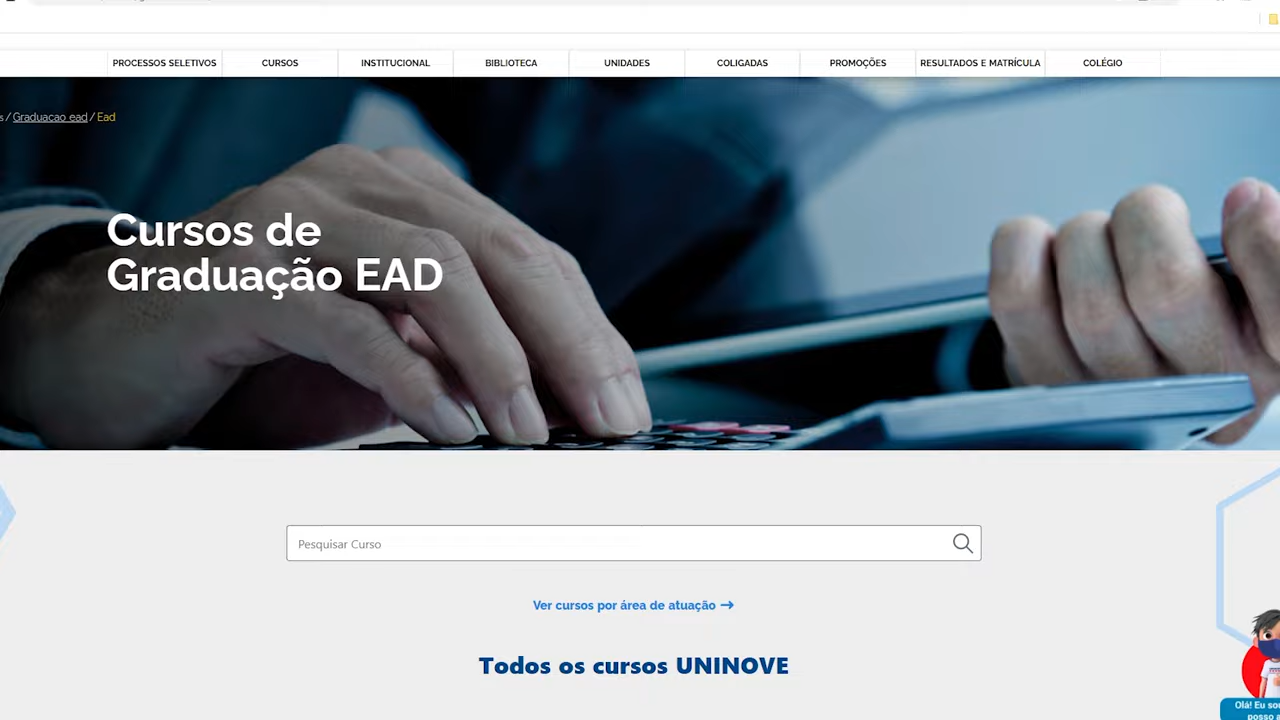 PROCESSOS SELETIVOS
CURSOS
INSTITUCIONAL
BIBLIOTECA
UNIDADES
COLIGADAS
PROMOÇÕES
RESULTADOS E MATRÍCULA
COLÉGIO
s / Graduacao ead / Ead
Cursos de
Graduação EAD
Pesquisar Curso
Ver cursos por área de atuação →
Todos os cursos UNINOVE
Olá! Eu sou
posso a